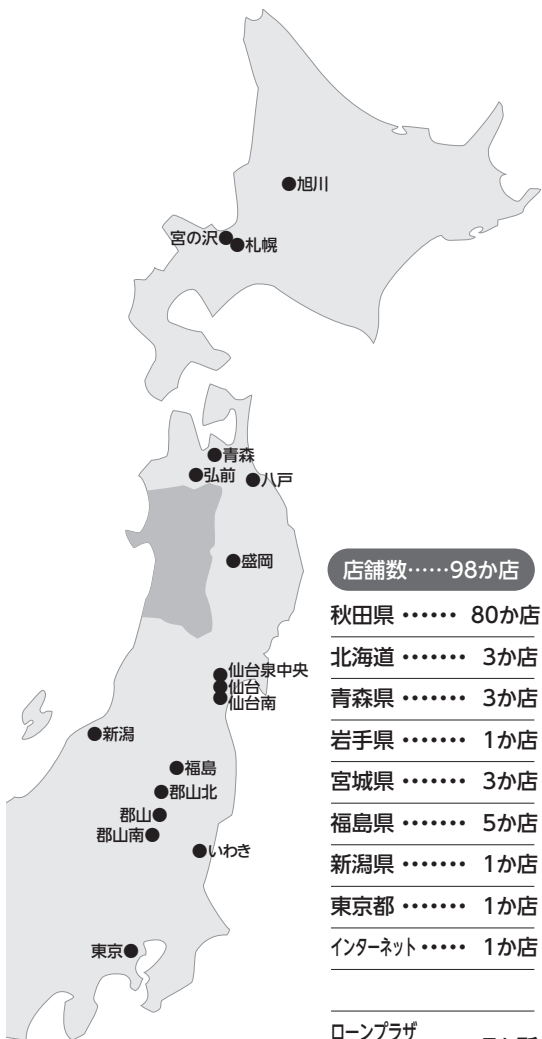 旭川
宮の沢
札幌
青森
弘前
八戸
盛岡
仙台泉中央
仙台
仙台南
新潟
福島
郡山北
郡山
郡山南
いわき
東京
店舗数……98か店
秋田県 …… 80か店
北海道 ……・ 3か店
青森県 ……・ 3か店
岩手県 ……・ 1か店
宮城県 ……・ 3か店
福島県 ……・ 5か店
新潟県 ……・ 1か店
東京都 ……・ 1か店
インターネット ‥‥・ 1か店
ローンプラザ